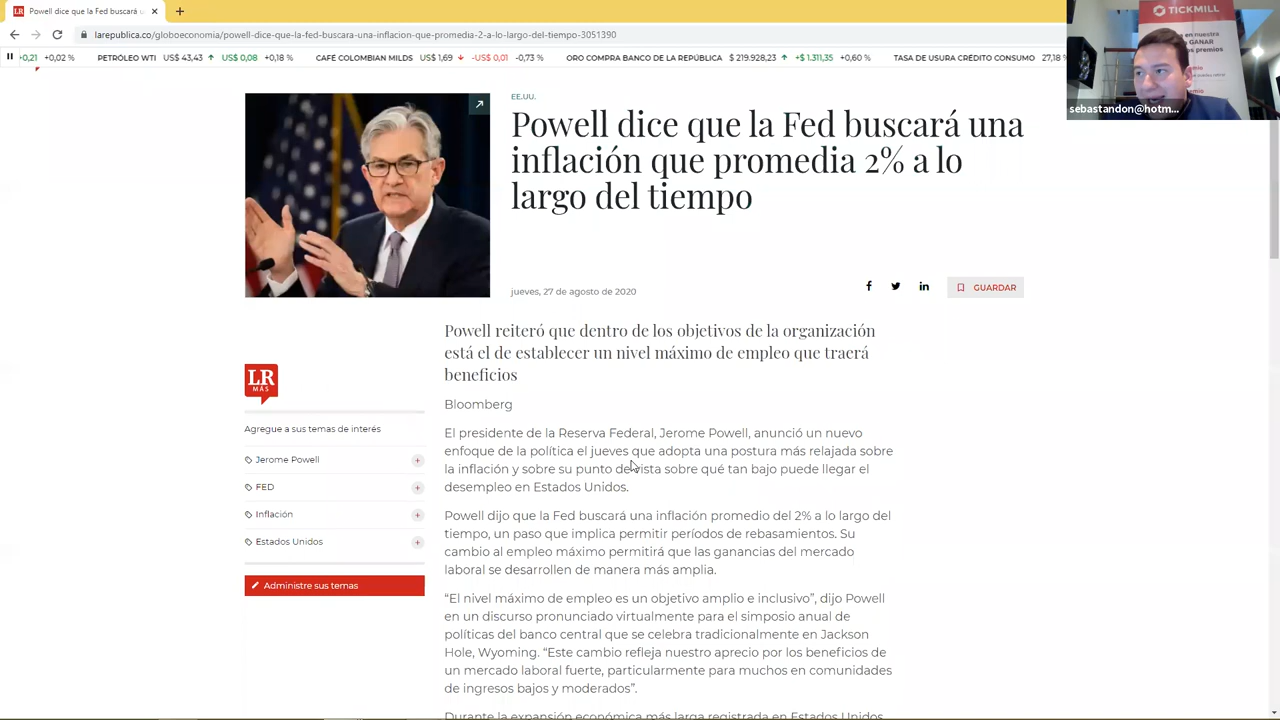 LR Powell dice que la Fed buscará u
larepublica.co/globoeconomia/powell-dice-que-la-fed-buscara-una-inflacion-que-promedia-2-a-lo-largo-del-tiempo-3051390
+0,21 +0,02 % PETRÓLEO WTI US$ 43,43 US$ 0,08 +0,18 % CAFÉ COLOMBIAN MILDS US$ 1,69 -US$ 0,01 -0,73 % ORO COMPRA BANCO DE LA REPÚBLICA $ 219.928,23 +$ 1.311,35 +0,60 % TASA DE USURA CRÉDITO CONSUMO 27,18 %
TICKMILL
GANAR
sebastandon@hotm...
EE.UU.
Powell dice que la Fed buscará una
inflación que promedia 2% a lo
largo del tiempo
jueves, 27 de agosto de 2020
GUARDAR
Powell reiteró que dentro de los objetivos de la organización
está el de establecer un nivel máximo de empleo que traerá
beneficios
Bloomberg
LR
MÁS
Agregue a sus temas de interés
Jerome Powell +
FED +
Inflación +
Estados Unidos +
Administre sus temas
El presidente de la Reserva Federal, Jerome Powell, anunció un nuevo
enfoque de la política el jueves que adopta una postura más relajada sobre
la inflación y sobre su punto de vista sobre qué tan bajo puede llegar el
desempleo en Estados Unidos.
Powell dijo que la Fed buscará una inflación promedio del 2% a lo largo del
tiempo, un paso que implica permitir períodos de rebasamientos. Su
cambio al empleo máximo permitirá que las ganancias del mercado
laboral se desarrollen de manera más amplia.
“El nivel máximo de empleo es un objetivo amplio e inclusivo”, dijo Powell
en un discurso pronunciado virtualmente para el simposio anual de
políticas del banco central que se celebra tradicionalmente en Jackson
Hole, Wyoming. “Este cambio refleja nuestro aprecio por los beneficios de
un mercado laboral fuerte, particularmente para muchos en comunidades
de ingresos bajos y moderados”.
Durante la expansión económica más larga registrada en Estados Unidos